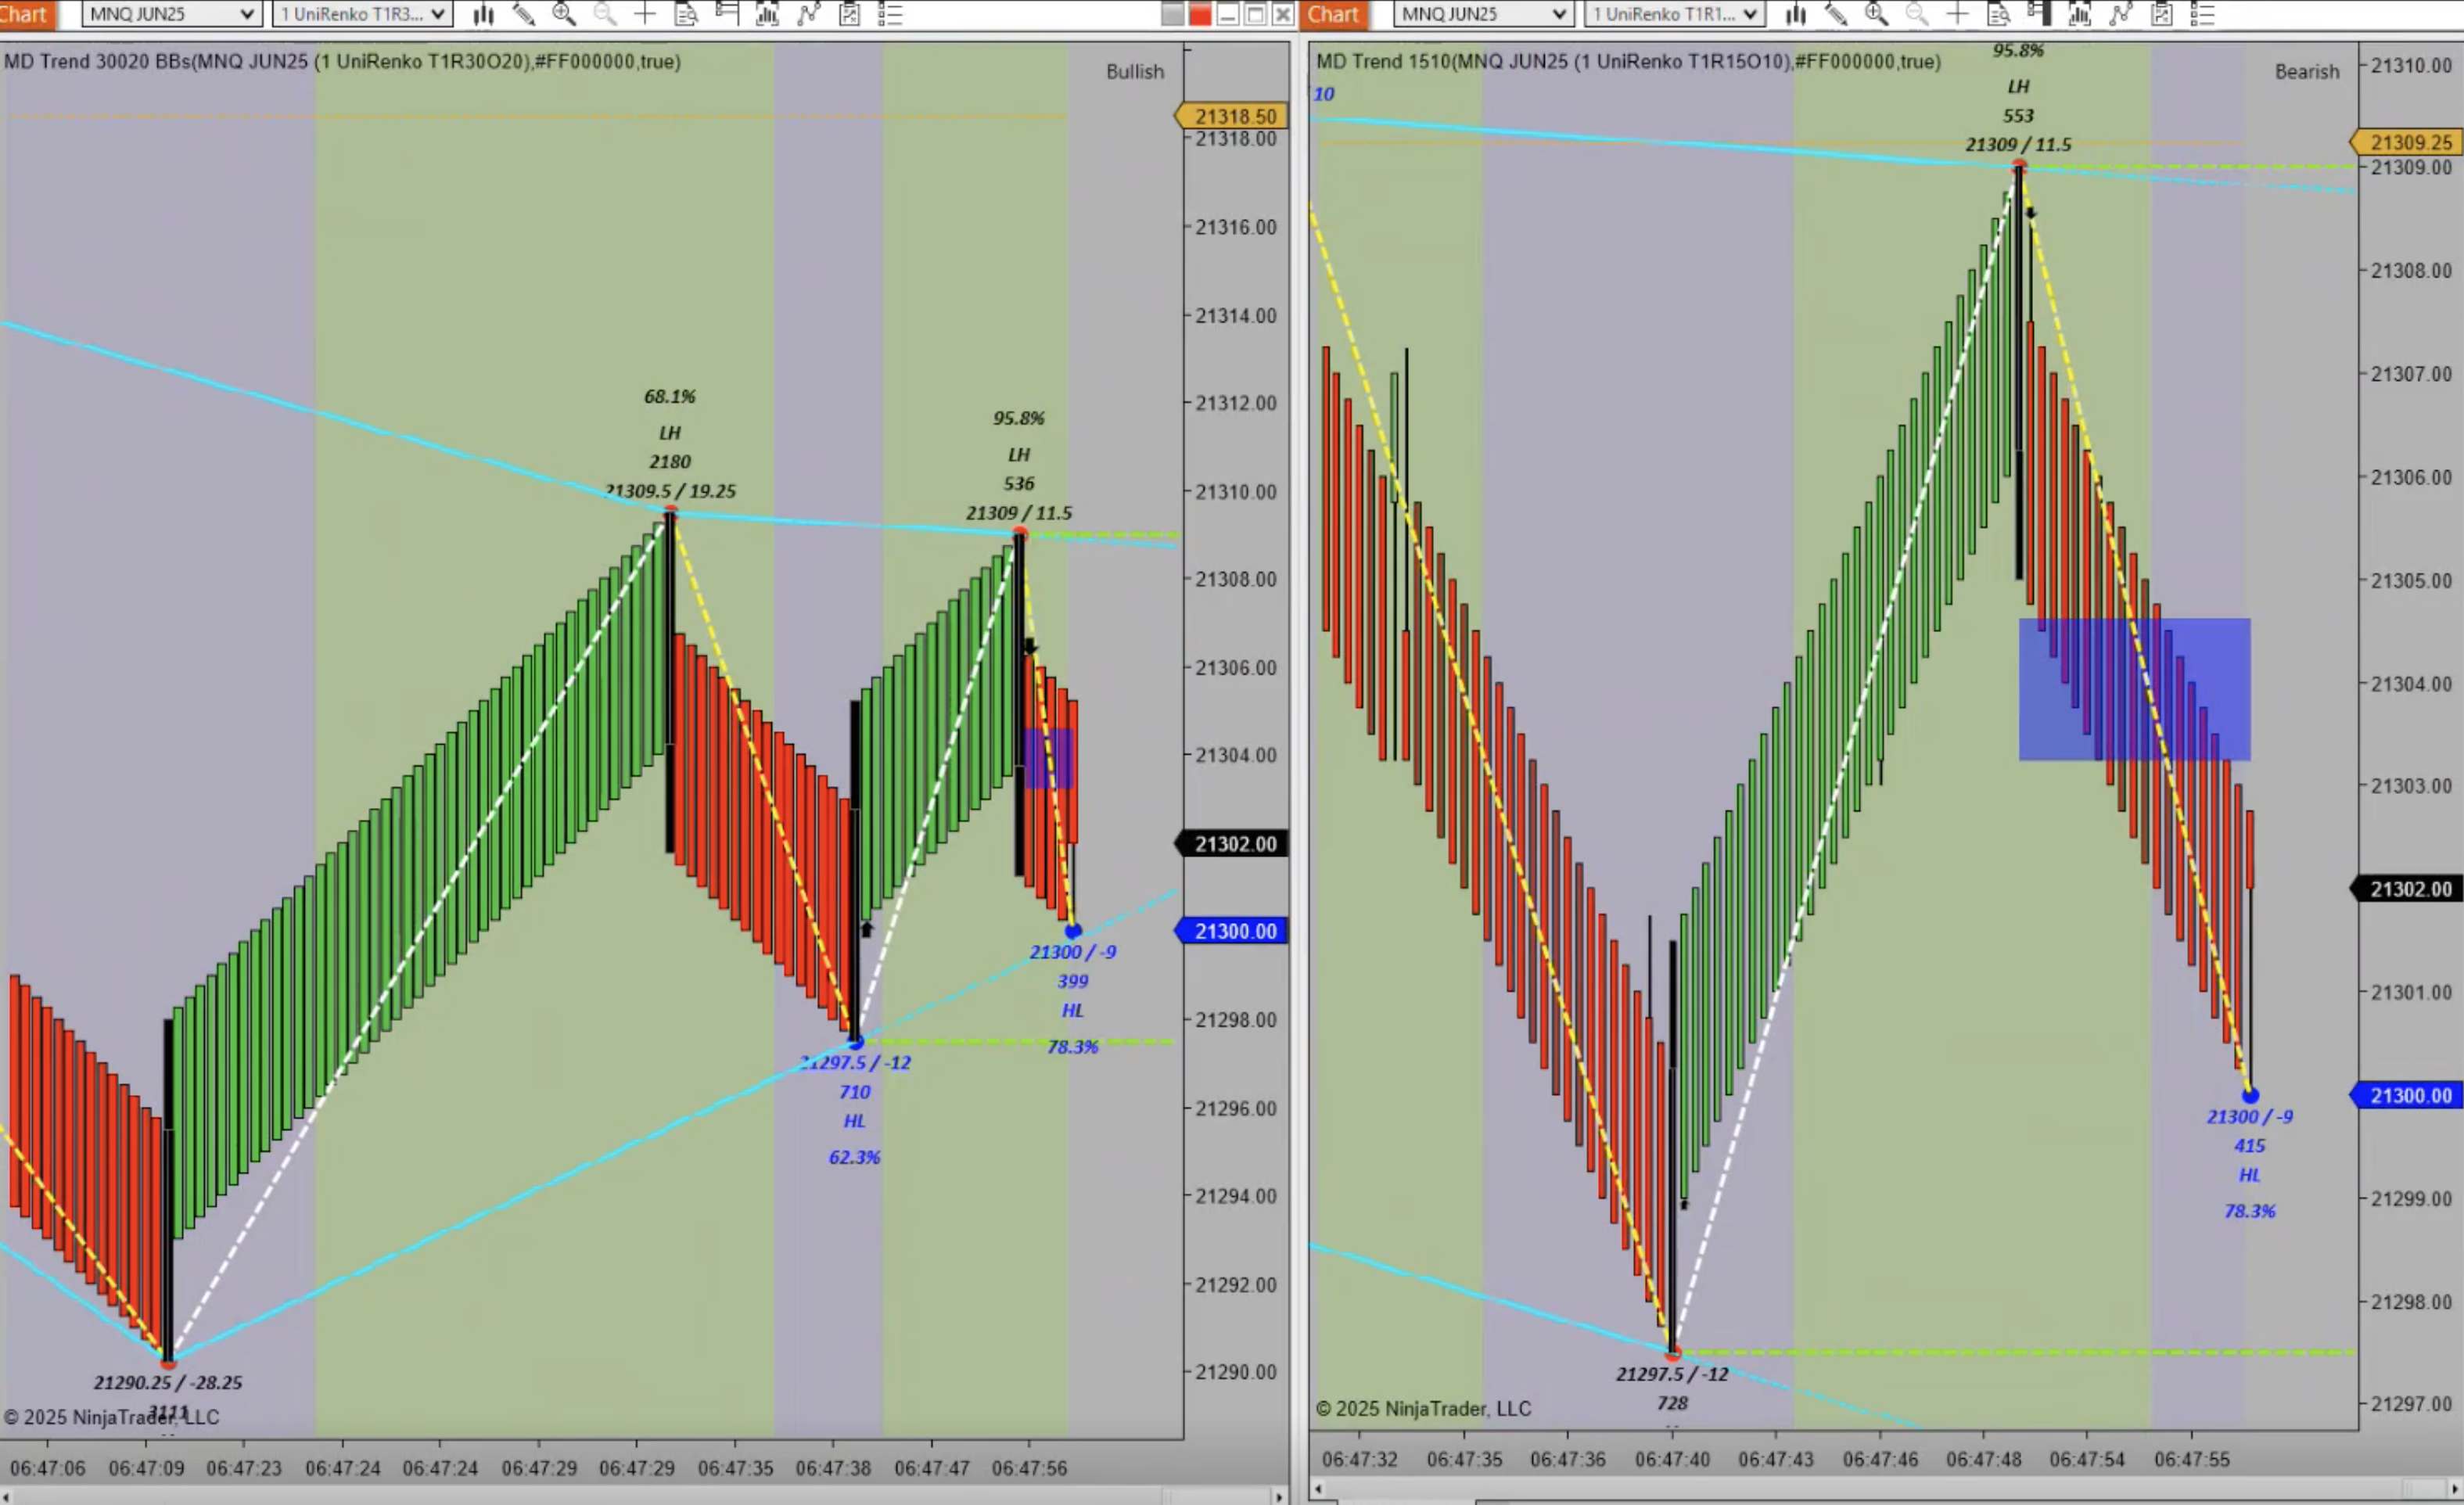 Chart MNQ JUN25 1 UniRenko T1R3...
MD Trend 30020 BBs(MNQ JUN25 (1 UniRenko T1R30O20),#FF000000,true)
Bullish
21318.50
21318.00
21316.00
21314.00
21312.00
21310.00
21308.00
21306.00
21304.00
21302.00
21300.00
21298.00
21296.00
21294.00
21292.00
21290.00
68.1%
LH
2180
21309.5 / 19.25
95.8%
LH
536
21309 / 11.5
21300 / -9
399
HL
78.3%
21297.5 / -12
710
HL
62.3%
21290.25 / -28.25
3111
© 2025 NinjaTrader, LLC
06:47:06 06:47:09 06:47:23 06:47:24 06:47:24 06:47:29 06:47:29 06:47:35 06:47:38 06:47:47 06:47:56
Chart MNQ JUN25 1 UniRenko T1R1...
MD Trend 1510(MNQ JUN25 (1 UniRenko T1R15O10),#FF000000,true)
Bearish
10
95.8%
LH
553
21309 / 11.5
21310.00
21309.25
21309.00
21308.00
21307.00
21306.00
21305.00
21304.00
21303.00
21302.00
21301.00
21300.00
21299.00
21298.00
21297.00
21300 / -9
415
HL
78.3%
21297.5 / -12
728
© 2025 NinjaTrader, LLC
06:47:32 06:47:35 06:47:36 06:47:40 06:47:43 06:47:46 06:47:48 06:47:54 06:47:55